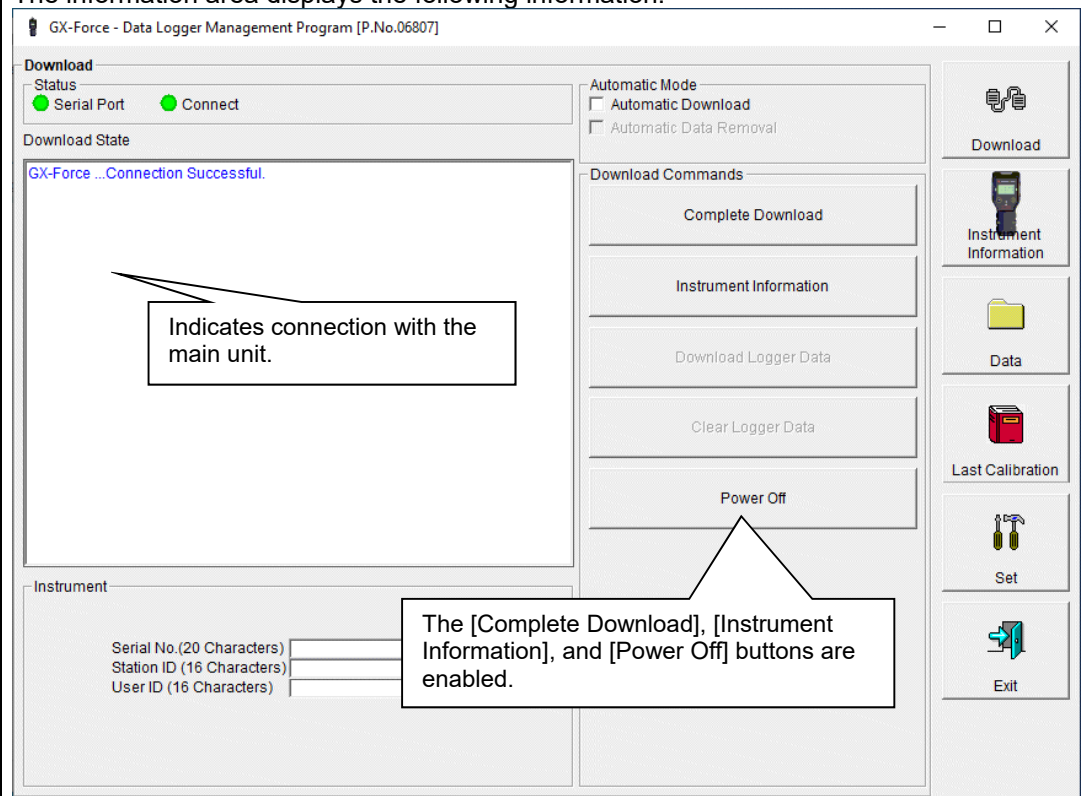 The information area displays the following information.
GX-Force - Data Logger Management Program [P.No.06807]
Download
Status
Serial Port Connect
Download State
GX-Force ...Connection Successful.
Indicates connection with the
main unit.
Automatic Mode
Automatic Download
Automatic Data Removal
Download Commands
Complete Download
Instrument Information
Download Logger Data
Clear Logger Data
Power Off
The [Complete Download], [Instrument
Information], and [Power Off] buttons are
enabled.
Instrument
Serial No.(20 Characters)
Station ID (16 Characters)
User ID (16 Characters)
Download
Instrument
Information
Data
Last Calibration
Set
Exit